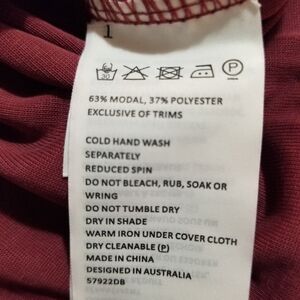 1
30
P
63% MODAL, 37% POLYESTER
EXCLUSIVE OF TRIMS
COLD HAND WASH
SEPARATELY
REDUCED SPIN
DO NOT BLEACH, RUB, SOAK OR
WRING
DO NOT TUMBLE DRY
DRY IN SHADE
WARM IRON UNDER COVER CLOTH
DRY CLEANABLE (P)
MADE IN CHINA
DESIGNED IN AUSTRALIA
57922DB